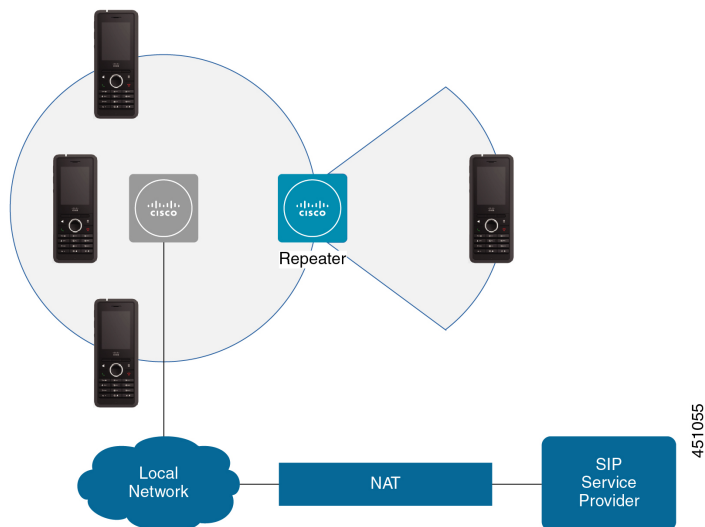 CISCO
CISCO
Repeater
Local
Network
NAT
SIP
Service
Provider
451055